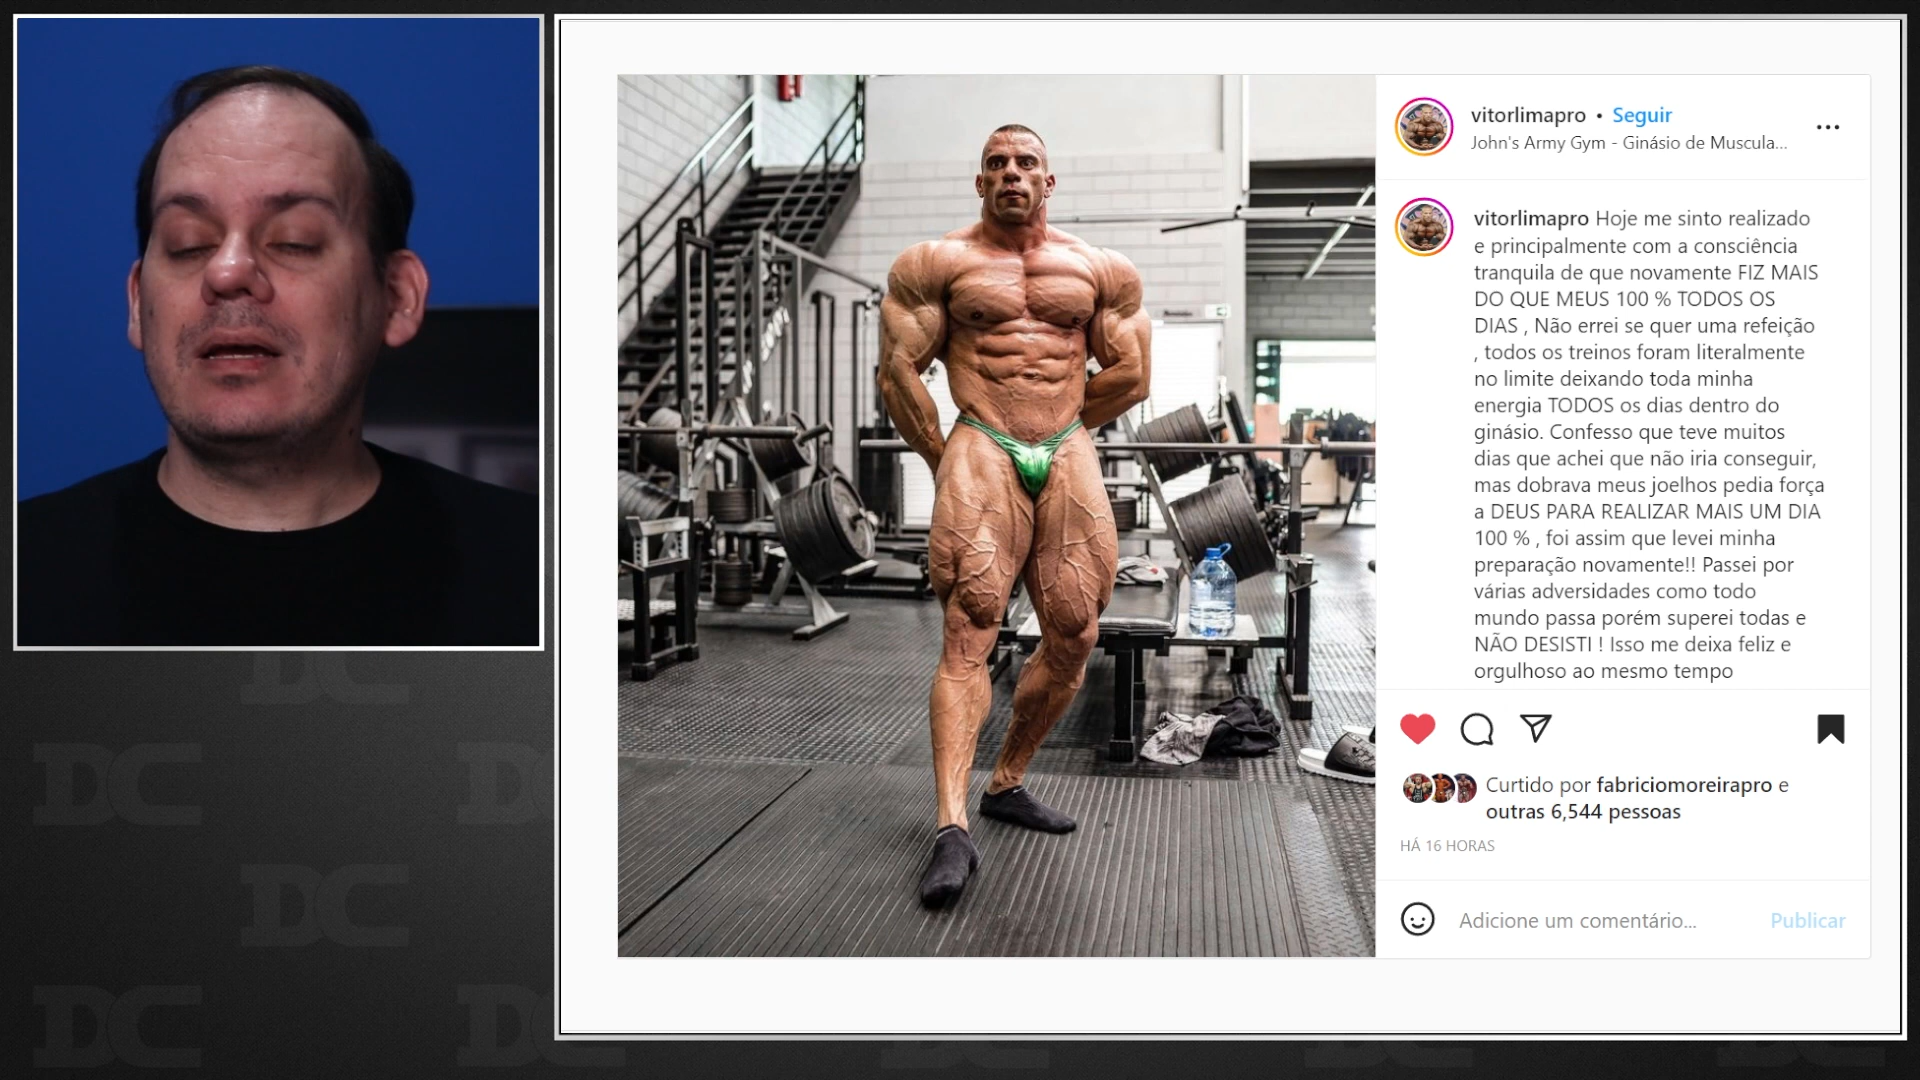 vitorlimapro • Seguir
John's Army Gym - Ginásio de Muscula...
vitorlimapro Hoje me sinto realizado
e principalmente com a consciência
tranquila de que novamente FIZ MAIS
DO QUE MEUS 100 % TODOS OS
DIAS , Não errei se quer uma refeição
, todos os treinos foram literalmente
no limite deixando toda minha
energia TODOS os dias dentro do
ginásio. Confesso que teve muitos
dias que achei que não iria conseguir,
mas dobrava meus joelhos pedia força
a DEUS PARA REALIZAR MAIS UM DIA
100 % , foi assim que levei minha
preparação novamente!! Passei por
várias adversidades como todo
mundo passa porém superei todas e
NÃO DESISTI ! Isso me deixa feliz e
orgulhoso ao mesmo tempo
Curtido por fabriciomoreirapro e
outras 6,544 pessoas
HÁ 16 HORAS
Adicione um comentário... Publicar
DC
DC
DC
DC
DC
DC